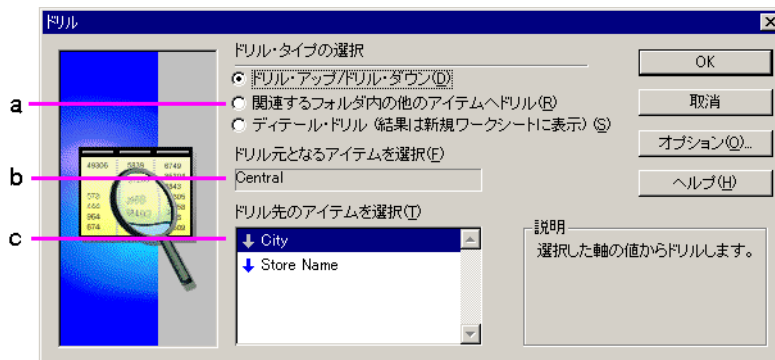 ドリル
ドリル・タイプの選択
ドリル・アップ/ドリル・ダウン(D)
a
関連するフォルダ内の他のアイテムへドリル(R)
ディテール・ドリル (結果は新規ワークシートに表示) (S)
ドリル元となるアイテムを選択(F)
b
Central
ドリル先のアイテムを選択(T)
c
City
Store Name
OK
取消
オプション(O)...
ヘルプ(H)
説明
選択した軸の値からドリルします。
49306 5819 6749